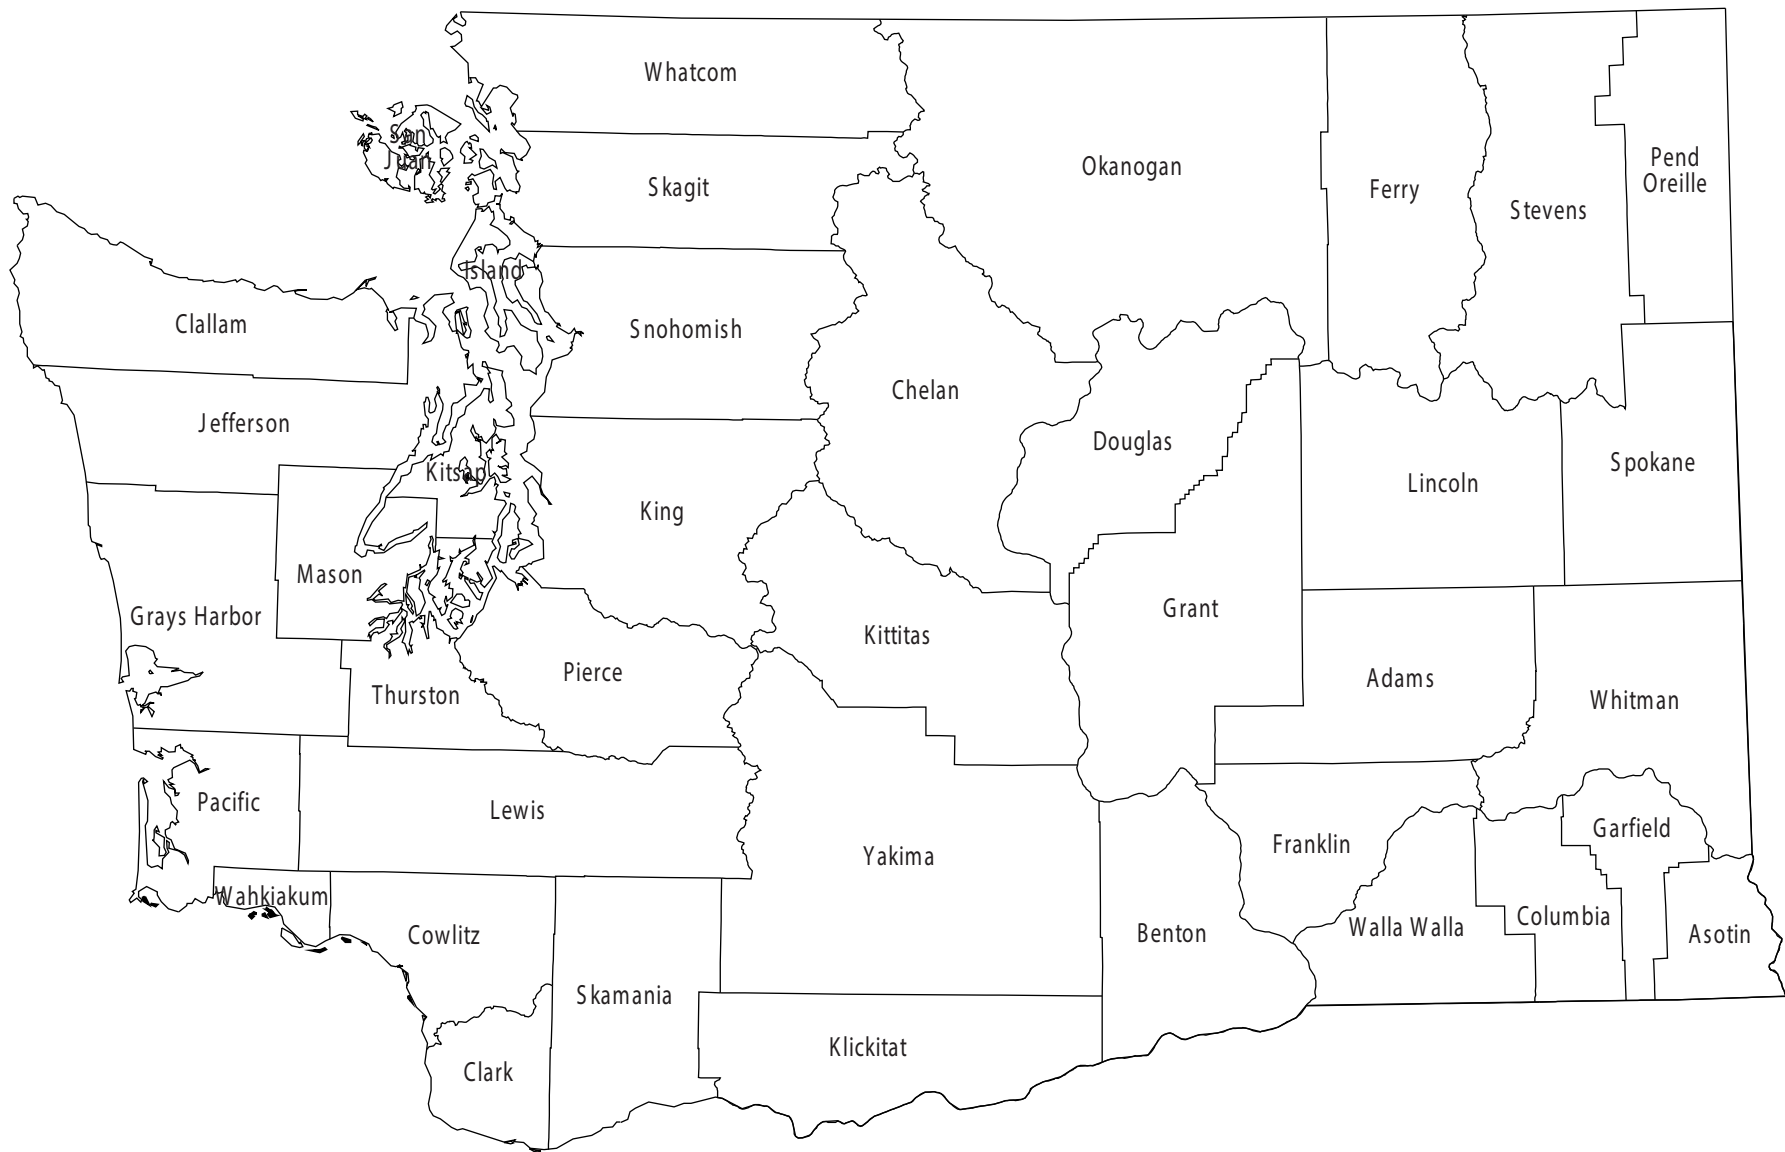 Whatcom
San
Juan
Skagit
Okanogan
Ferry
Stevens
Pend
Oreille
Island
Clallam
Snohomish
Chelan
Jefferson
Kitsap
King
Douglas
Lincoln
Spokane
Mason
Grays Harbor
Thurston
Pierce
Kittitas
Grant
Adams
Whitman
Pacific
Lewis
Yakima
Franklin
Garfield
Wahkiakum
Cowlitz
Benton
Walla Walla
Columbia
Asotin
Skamania
Klickitat
Clark